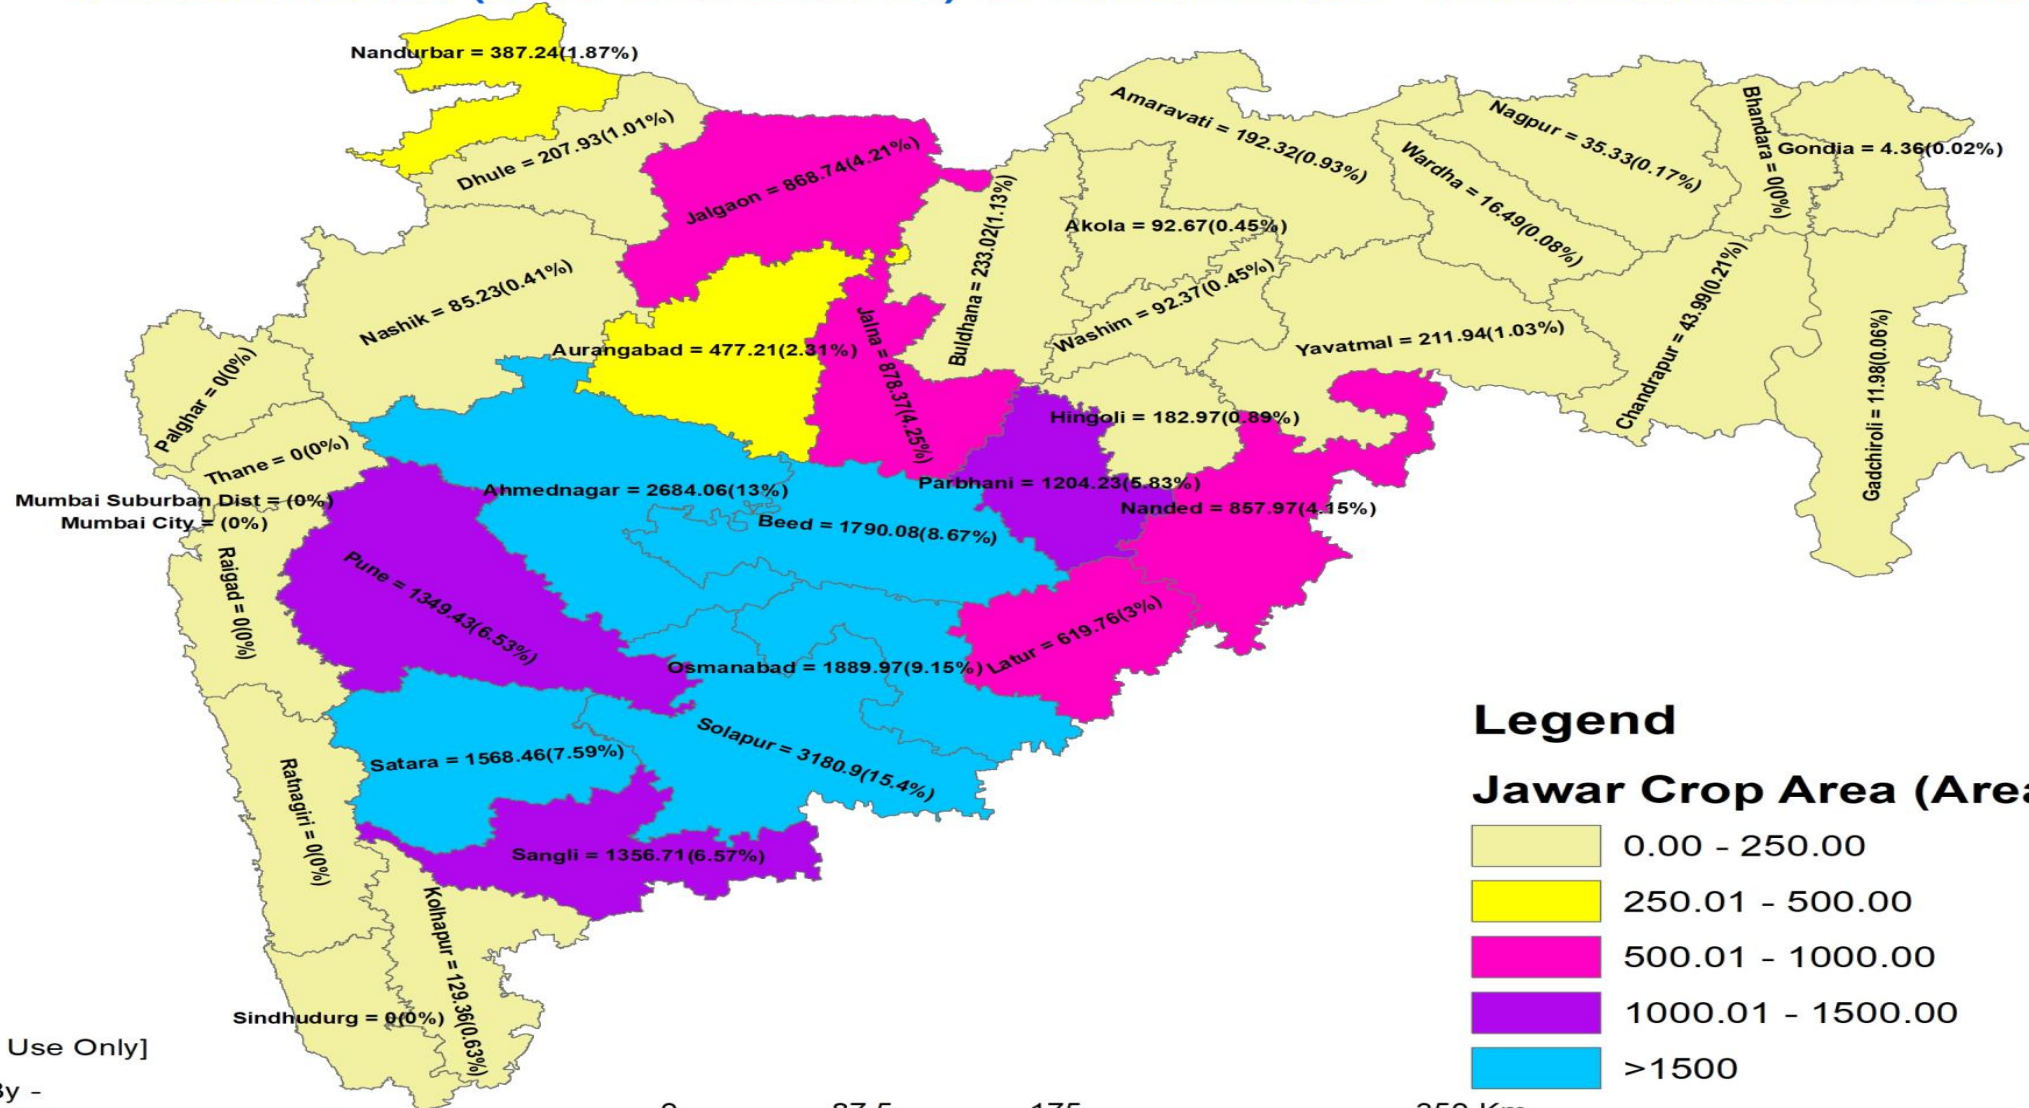 Nandurbar = 387.24(1.87%)
Dhule = 207.93(1.01%)
Jalgaon = 868.74(4.21%)
Amaravati = 192.32(0.93%)
Nagpur = 35.33(0.17%)
Wardha = 16.49(0.08%)
Bhandara = 0(0%)
Gondia = 4.36(0.02%)
Akola = 92.67(0.45%)
Buldhana = 233.02(1.13%)
Washim = 92.37(0.45%)
Nashik = 85.23(0.41%)
Aurangabad = 477.21(2.31%)
Jalna = 878.37(4.25%)
Yavatmal = 211.94(1.03%)
Chandrapur = 43.99(0.21%)
Gadchiroli = 11.98(0.06%)
Palghar = 0(0%)
Thane = 0(0%)
Hingoli = 182.97(0.89%)
Mumbai Suburban Dist = (0%)
Mumbai City = (0%)
Ahmednagar = 2684.06(13%)
Parbhani = 1204.23(5.83%)
Nanded = 857.97(4.15%)
Beed = 1790.08(8.67%)
Raigad = 0(0%)
Pune = 1349.43(6.53%)
Latur = 619.76(3%)
Osmanabad = 1889.97(9.15%)
Satara = 1568.46(7.59%)
Solapur = 3180.9(15.4%)
Ratnagiri = 0(0%)
Sangli = 1356.71(6.57%)
Kolhapur = 129.36(0.63%)
Sindhudurg = 0(0%)
Legend
Jawar Crop Area (Area
0.00 - 250.00
250.01 - 500.00
500.01 - 1000.00
1000.01 - 1500.00
>1500
Use Only]
By -
0 87.5 175 350 Km